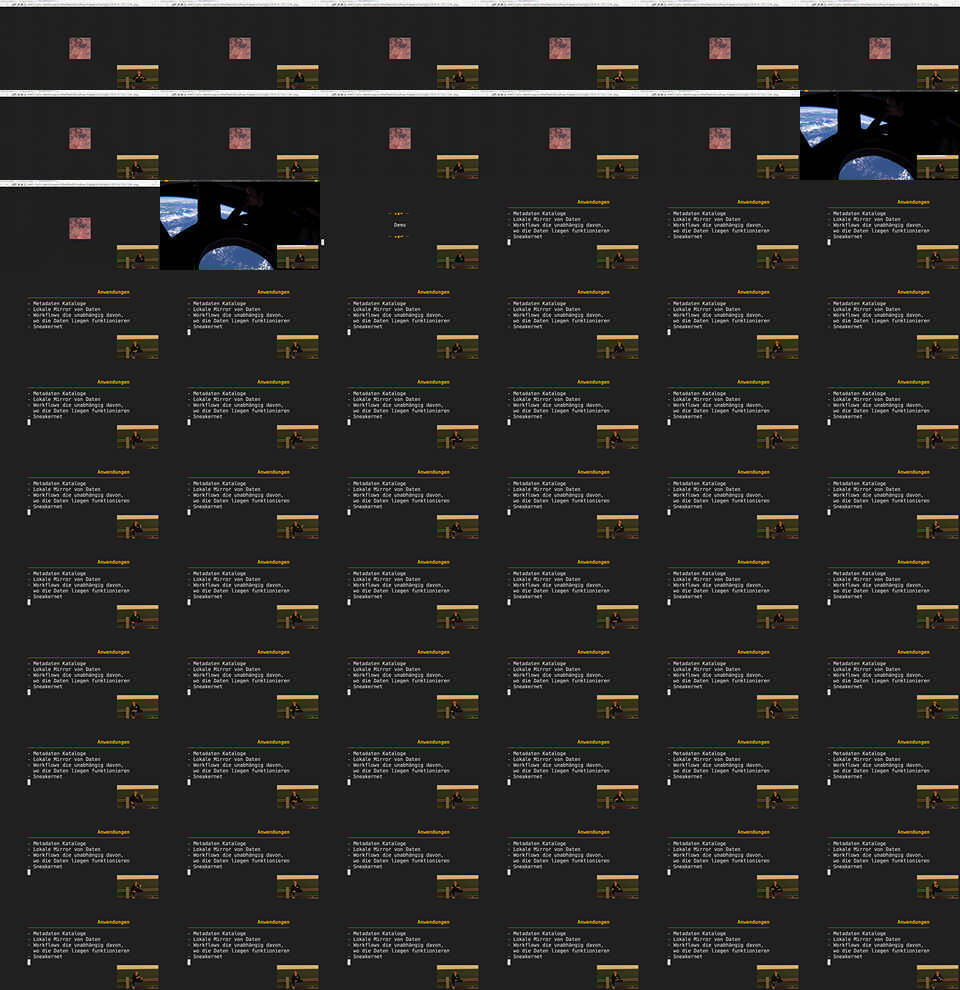 Demo
Anwendungen
- Metadaten Kataloge
- Lokale Mirror von Daten
- Workflows die unabhängig davon,
wo die Daten liegen funktionieren
- Sneakernet